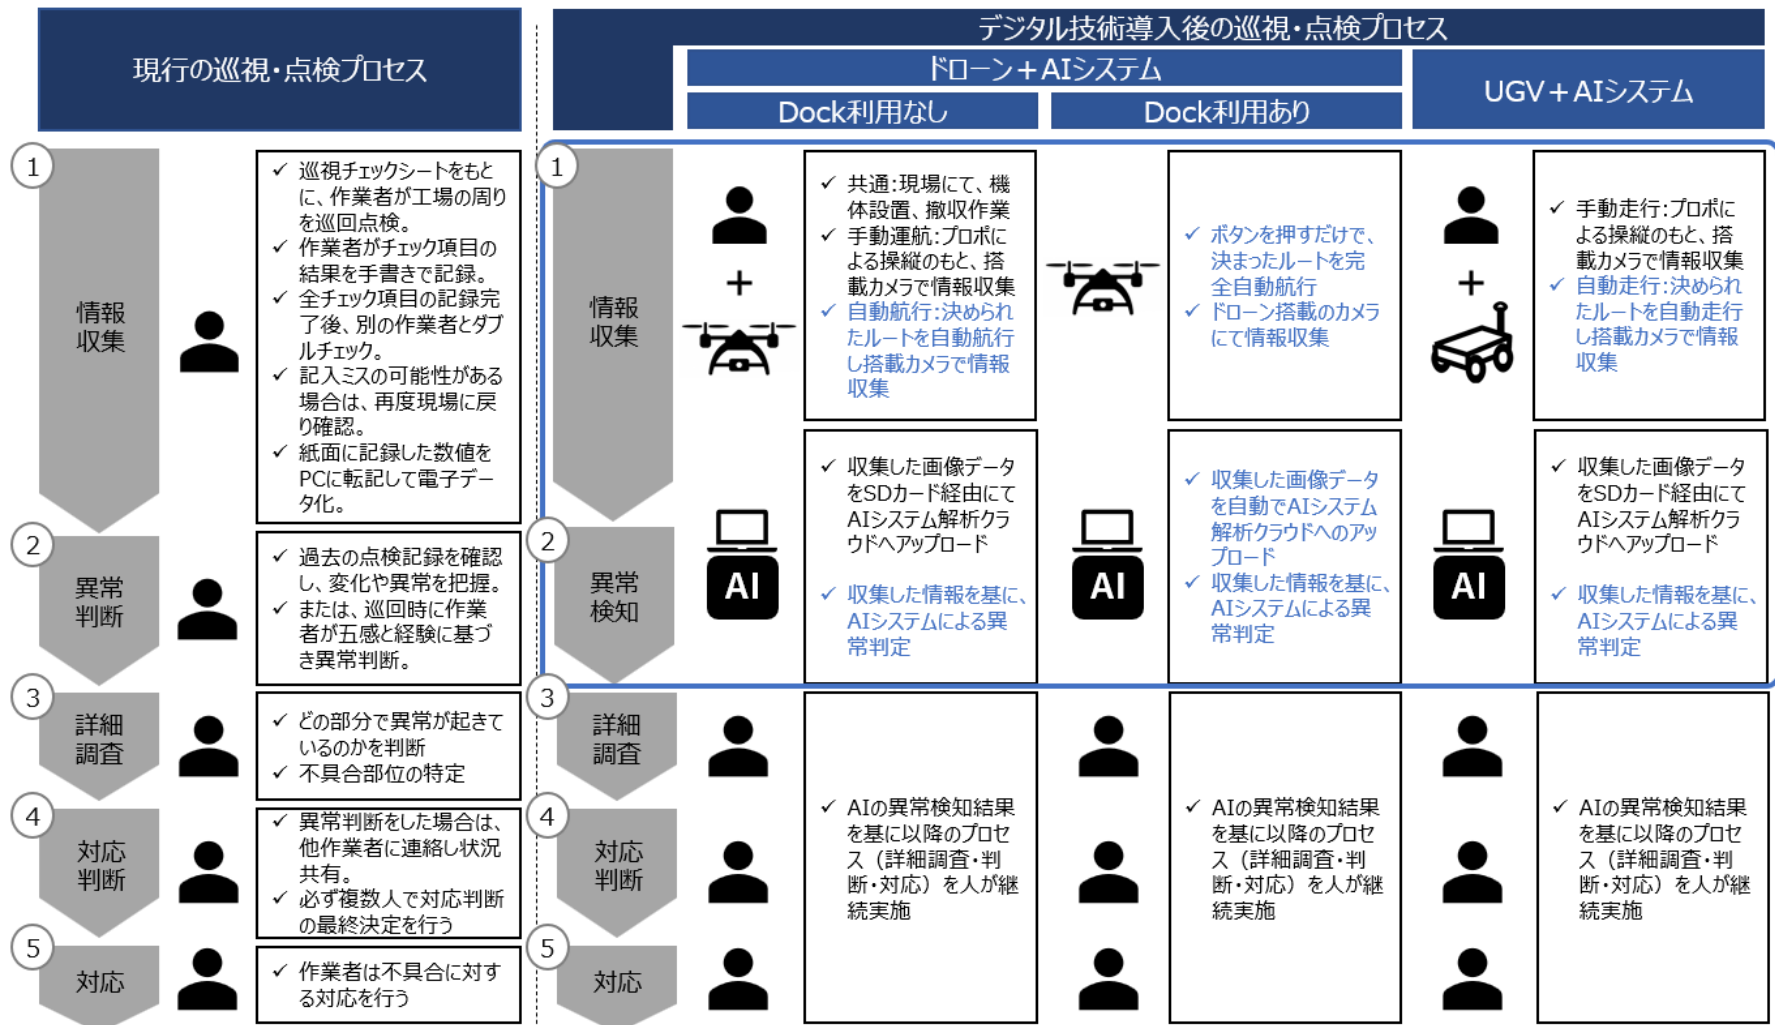 現行の巡視・点検プロセス
1
情報
収集
✓ 巡視チェックシートをもと
に、作業者が工場の周り
を巡回点検。
✓ 作業者がチェック項目の
結果を手書きで記録。
✓ 全チェック項目の記録完
了後、別の作業者とダブ
ルチェック。
✓ 記入ミスの可能性がある
場合は、再度現場に戻
り確認。
✓ 紙面に記録した数値を
PCに転記して電子デー
タ化。
2
異常
判断
✓ 過去の点検記録を確認
し、変化や異常を把握。
✓ または、巡回時に作業
者が五感と経験に基づ
き異常判断。
3
詳細
調査
✓ どの部分で異常が起きて
いるのかを判断
✓ 不具合部位の特定
4
対応
判断
✓ 異常判断をした場合は、
他作業者に連絡し状況
共有。
✓ 必ず複数人で対応判断
の最終決定を行う
5
対応
✓ 作業者は不具合に対す
る対応を行う
デジタル技術導入後の巡視・点検プロセス
ドローン+AIシステム
UGV+AIシステム
Dock利用なし
Dock利用あり
1
情報
収集
+
✓ 共通:現場にて、機
体設置、撤収作業
✓ 手動運航:プロポに
よる操縦のもと、搭
載カメラで情報収集
✓ 自動航行:決められ
たルートを自動航行
し搭載カメラで情報
収集
✓ ボタンを押すだけで、
決まったルートを完
全自動航行
✓ ドローン搭載のカメラ
にて情報収集
+
✓ 手動走行:プロポに
よる操縦のもと、搭
載カメラで情報収集
✓ 自動走行:決められ
たルートを自動走行
し搭載カメラで情報
収集
2
異常
検知
AI
✓ 収集した画像データ
をSDカード経由にて
AIシステム解析クラ
ウドへアップロード
✓ 収集した情報を基に、
AIシステムによる異
常判定
AI
✓ 収集した画像データ
を自動でAIシステム
解析クラウドへのアッ
プロード
✓ 収集した情報を基に、
AIシステムによる異
常判定
AI
✓ 収集した画像データ
をSDカード経由にて
AIシステム解析クラ
ウドへアップロード
✓ 収集した情報を基に、
AIシステムによる異
常判定
3
詳細
調査
4
対応
判断
5
対応
✓ AIの異常検知結果
を基に以降のプロセ
ス(詳細調査・判
断・対応)を人が継
続実施
✓ AIの異常検知結果
を基に以降のプロセ
ス(詳細調査・判
断・対応)を人が継
続実施
✓ AIの異常検知結果
を基に以降のプロセ
ス(詳細調査・判
断・対応)を人が継
続実施